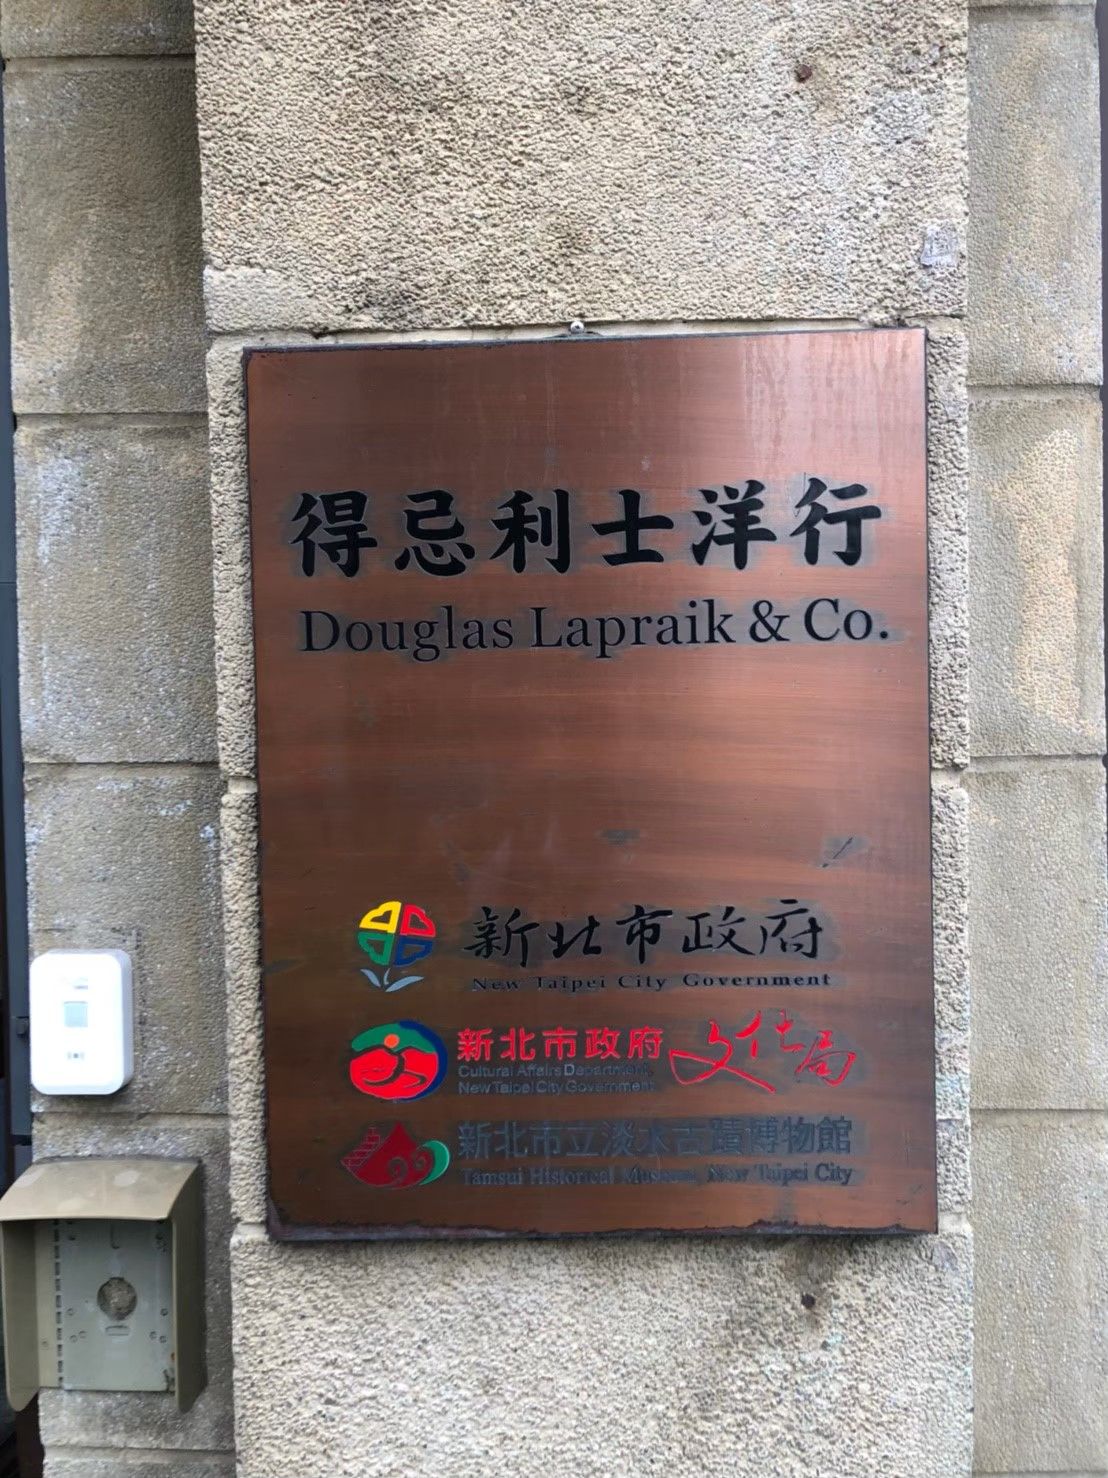 得忌利士洋行
Douglas Lapraik & Co.
新北市政府
New Taipei City Government
新北市政府 文化局
Cultural Affairs Department,
New Taipei City Government
新北市立淡水古蹟博物館
Tamsui Historical Museum, New Taipei City